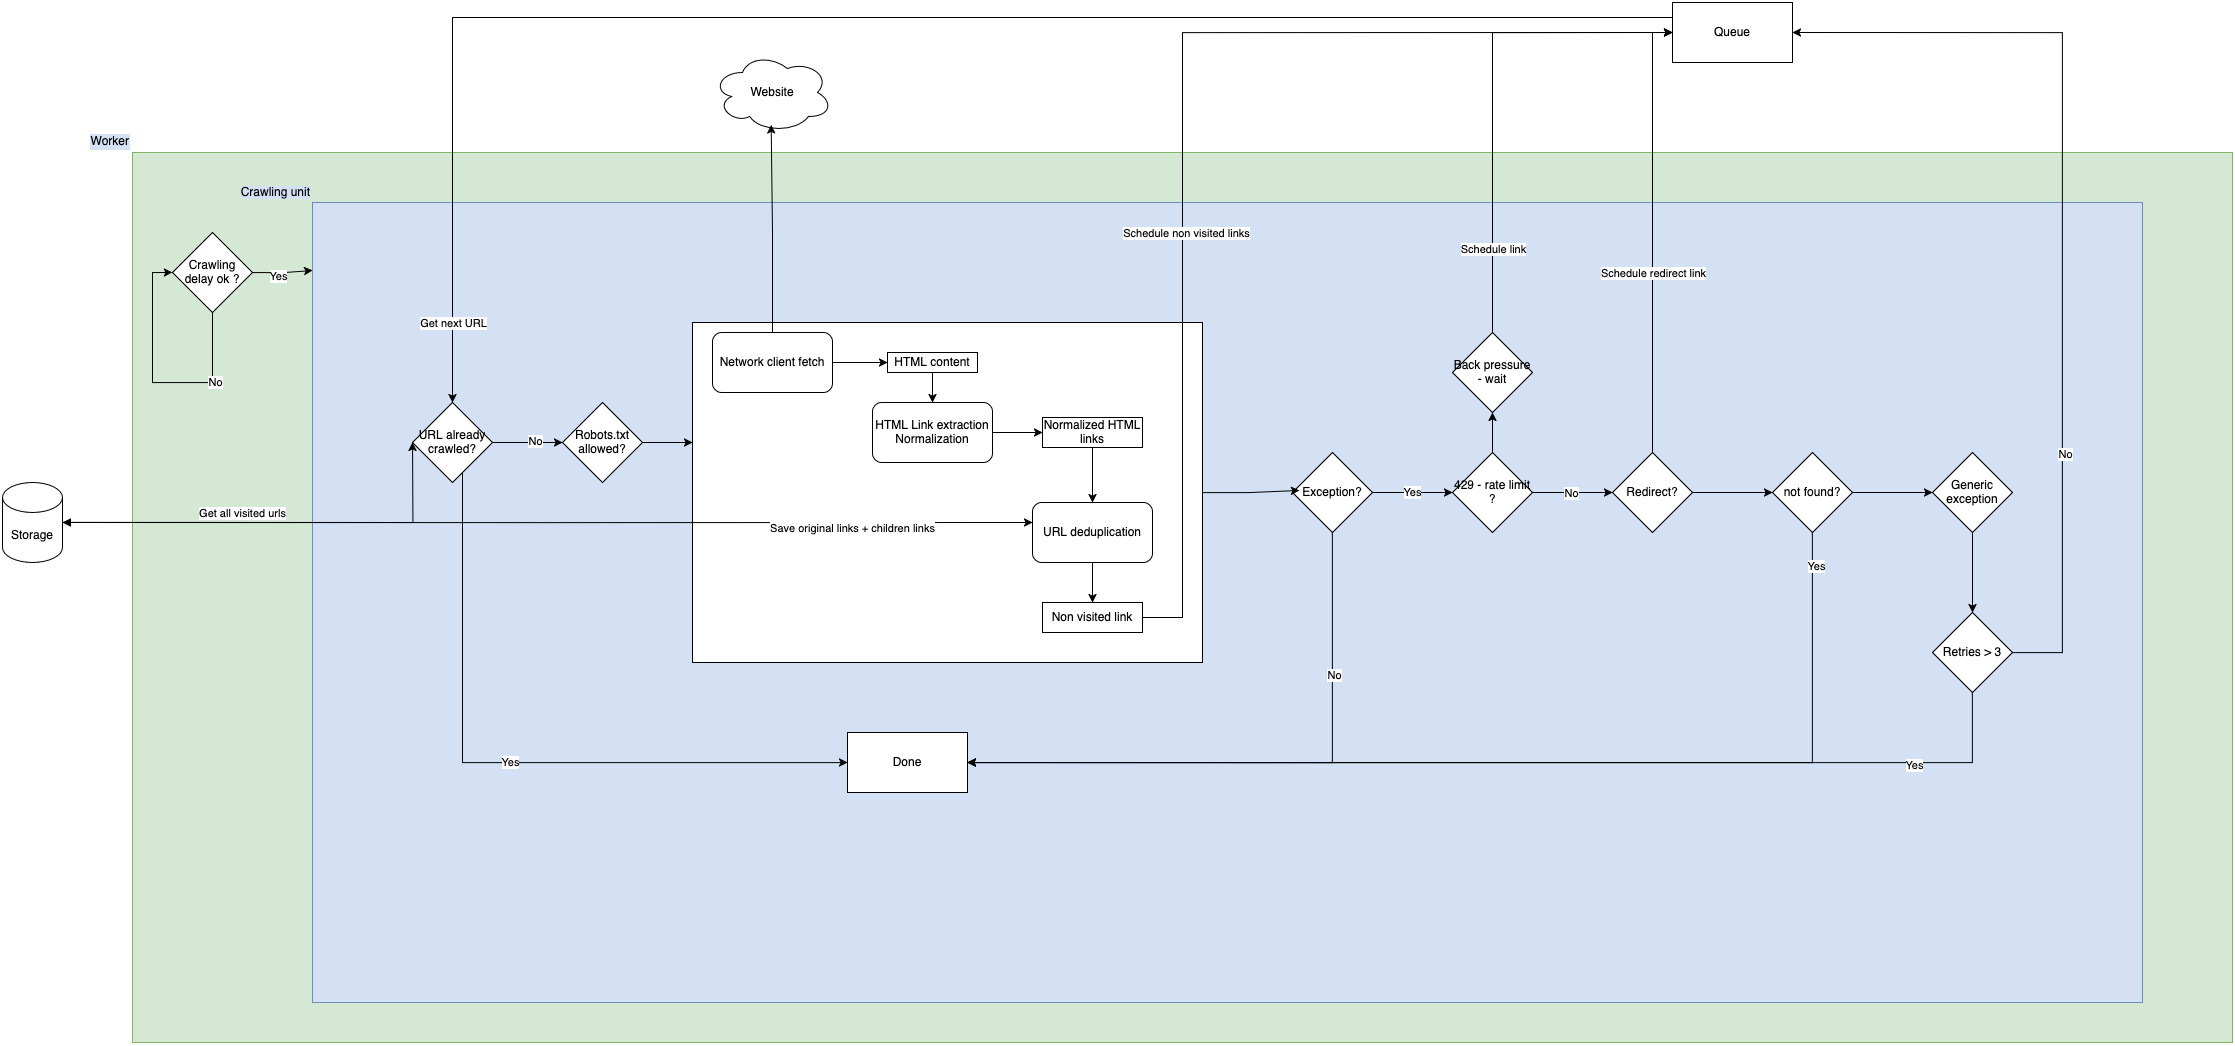 Queue
Website
Worker
Crawling unit
Crawling
delay ok ?
Yes
No
Get next URL
Schedule non visited links
Schedule link
Schedule redirect link
Network client fetch
HTML content
HTML Link extraction
Normalization
Normalized HTML
links
Back pressure
- wait
URL already
crawled?
No
Robots.txt
allowed?
Storage
Get all visited urls
Save original links + children links
URL deduplication
Non visited link
Exception?
Yes
429 - rate limit
?
No
Redirect?
not found?
Generic
exception
No
Yes
Retries > 3
No
Yes
Done
Yes